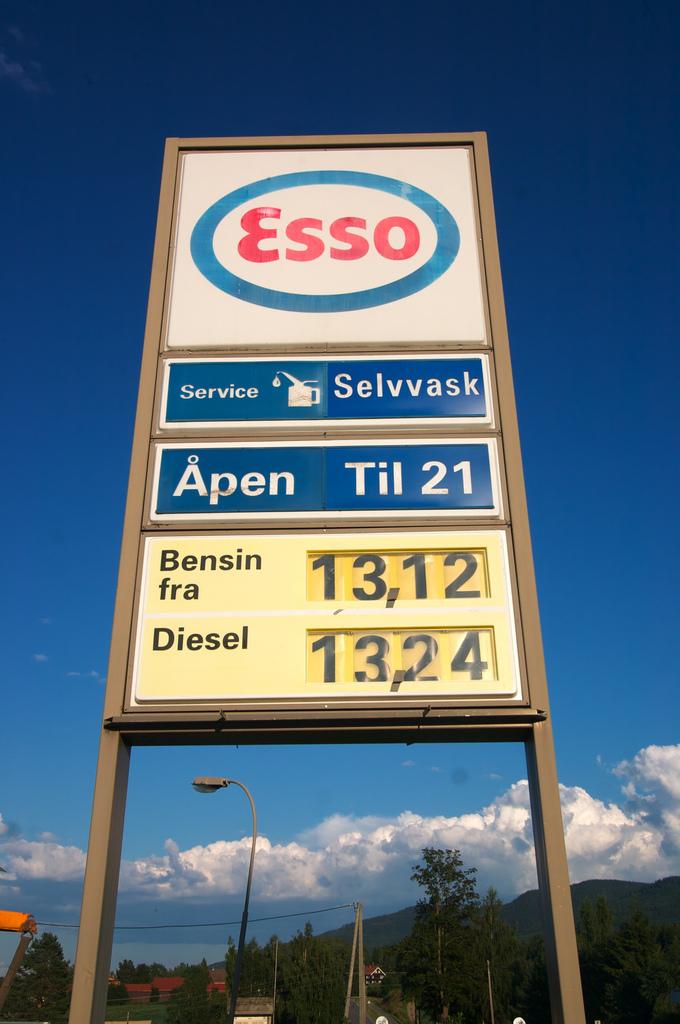 Esso
Service Selvvask
Åpen Til 21
Bensin
fra 13,12
Diesel 13,24